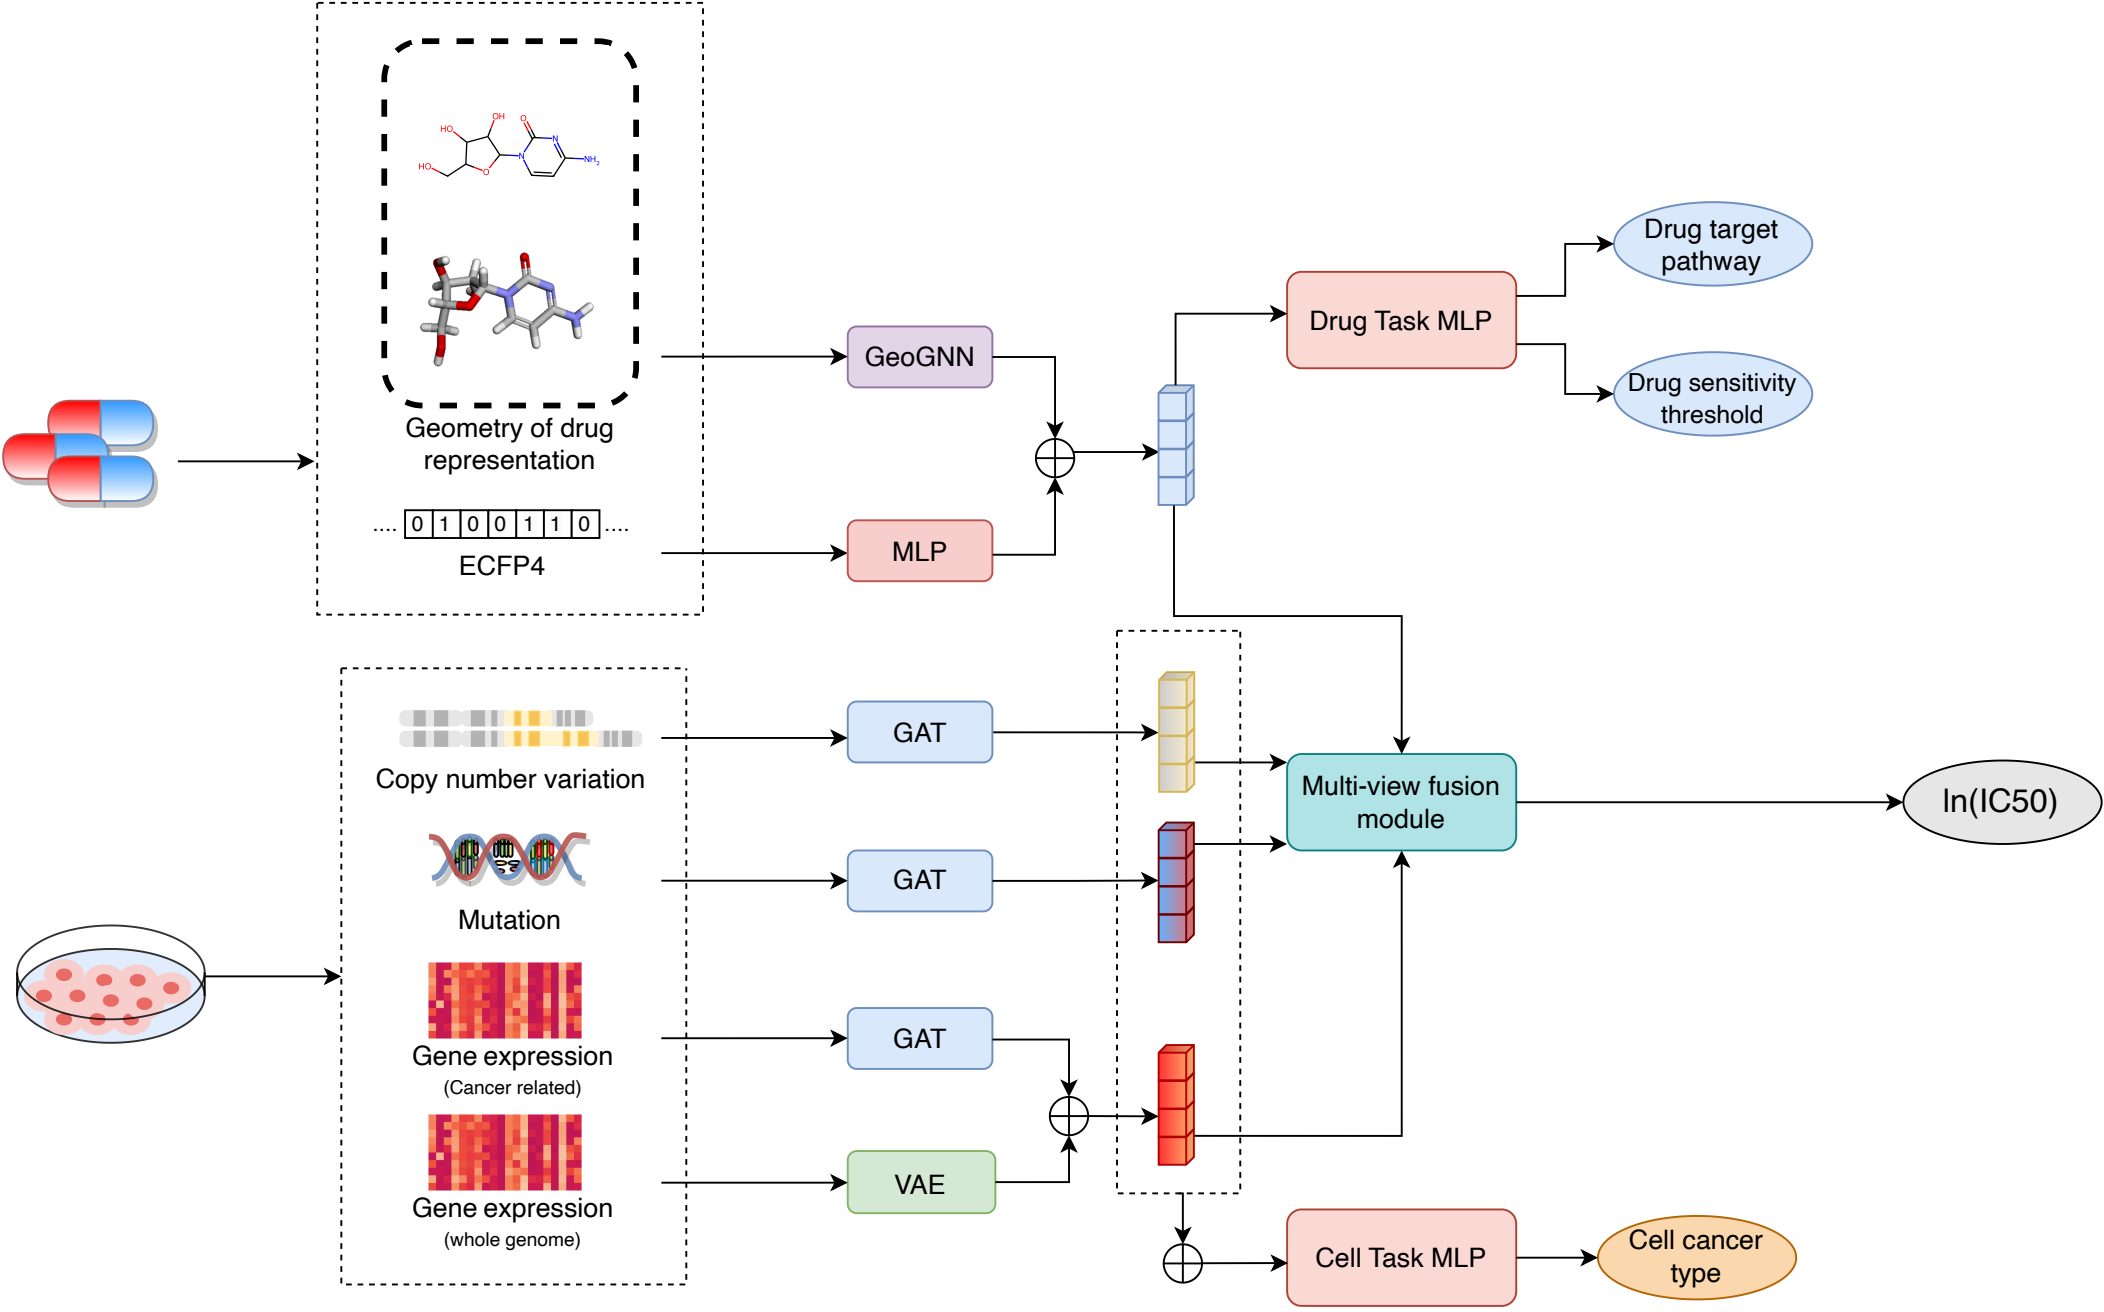 OH
HO
O
N
N
NH2
HO
O
Geometry of drug
representation
.... 0 1 0 0 1 1 0 ....
ECFP4
GeoGNN
MLP
Drug Task MLP
Drug target
pathway
Drug sensitivity
threshold
Copy number variation
Mutation
Gene expression
(Cancer related)
Gene expression
(whole genome)
GAT
GAT
GAT
VAE
Multi-view fusion
module
ln(IC50)
Cell Task MLP
Cell cancer
type